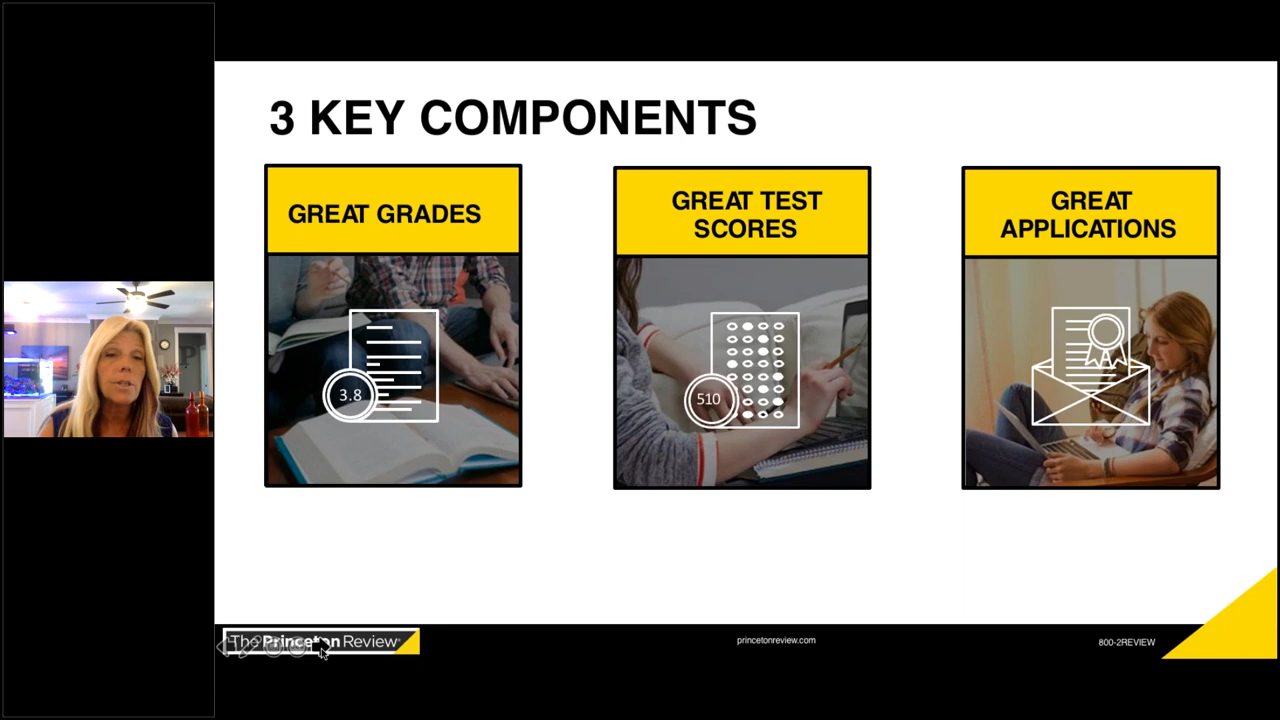 3 KEY COMPONENTS
GREAT GRADES
GREAT TEST
SCORES
GREAT
APPLICATIONS
3.8
510
P
The Princeton Review
princetonreview.com
800-2REVIEW